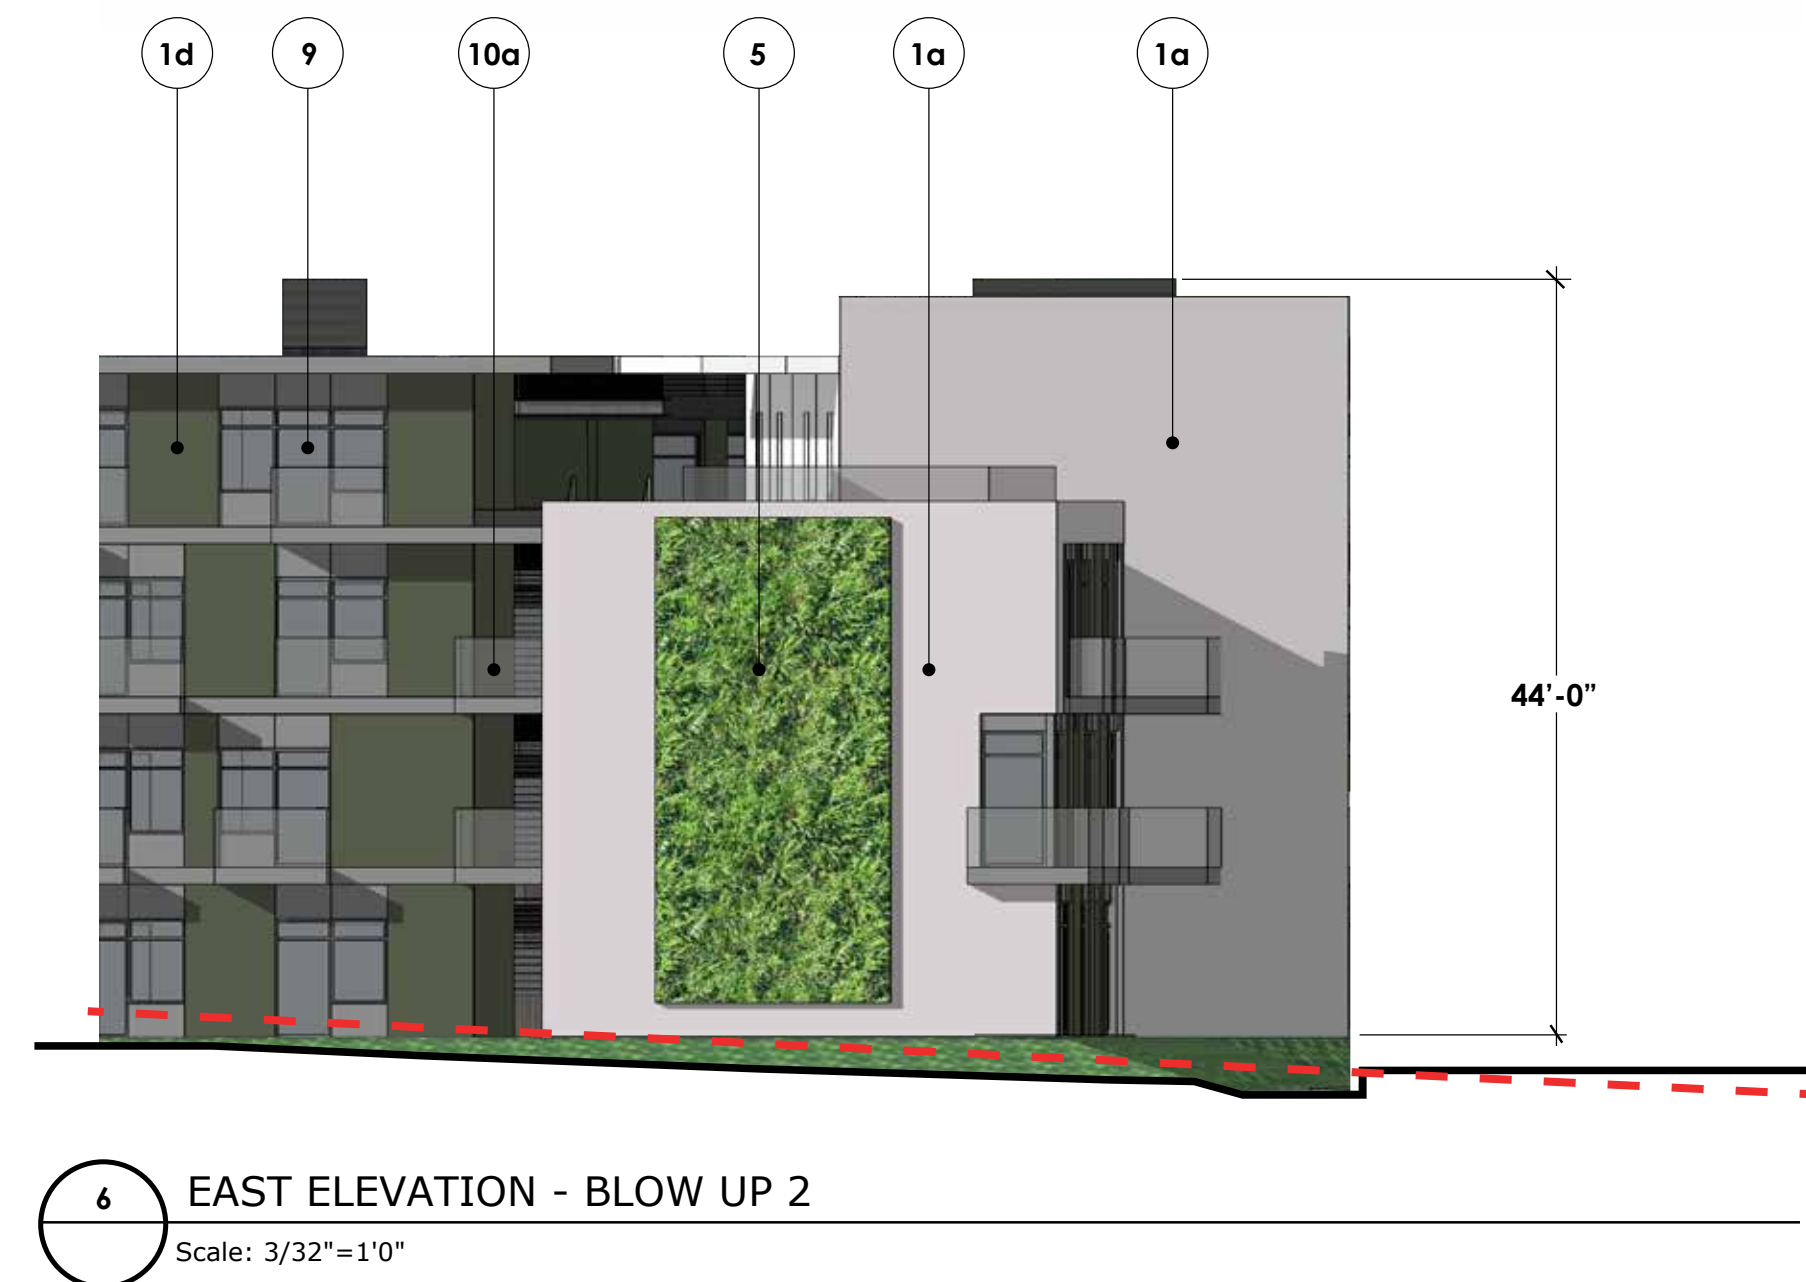 1d 9 10a 5 1a 1a
44’-0”
6 EAST ELEVATION - BLOW UP 2
Scale: 3/32"=1'0"